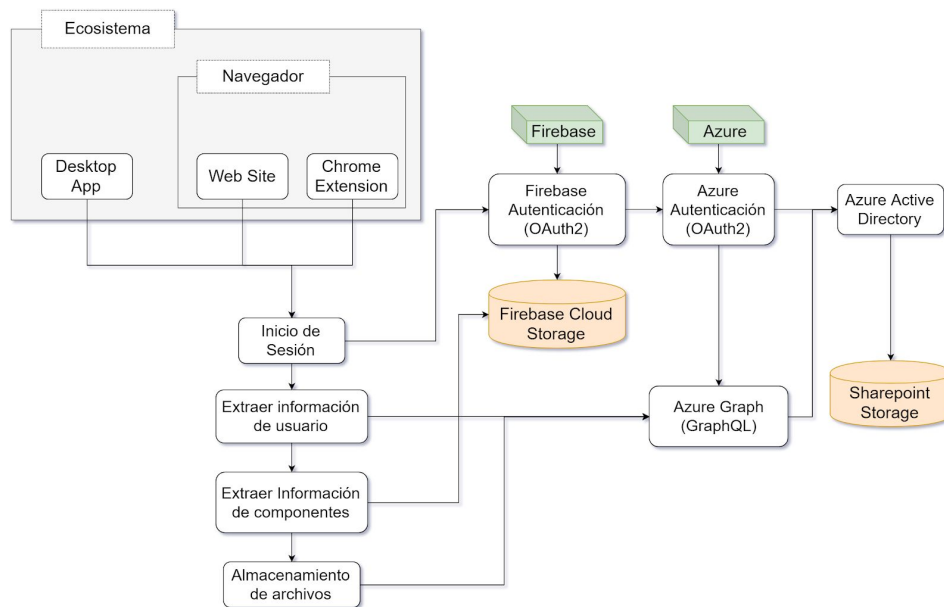 Ecosistema
Navegador
Desktop
App
Web Site
Chrome
Extension
Firebase
Azure
Firebase
Autenticación
(OAuth2)
Azure
Autenticación
(OAuth2)
Azure Active
Directory
Firebase Cloud
Storage
Inicio de
Sesión
Extraer información
de usuario
Azure Graph
(GraphQL)
Sharepoint
Storage
Extraer Información
de componentes
Almacenamiento
de archivos